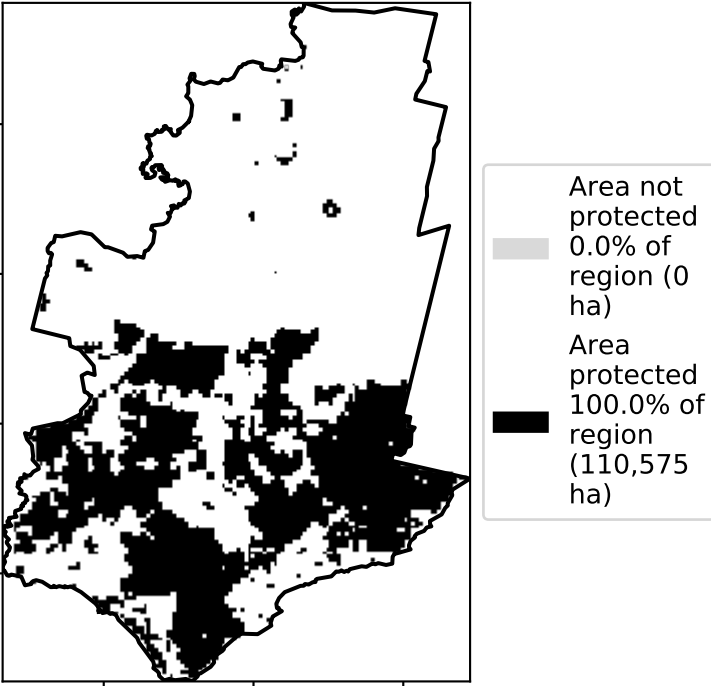 Area not
protected
0.0% of
region (0
ha)
Area
protected
100.0% of
region
(110,575
ha)